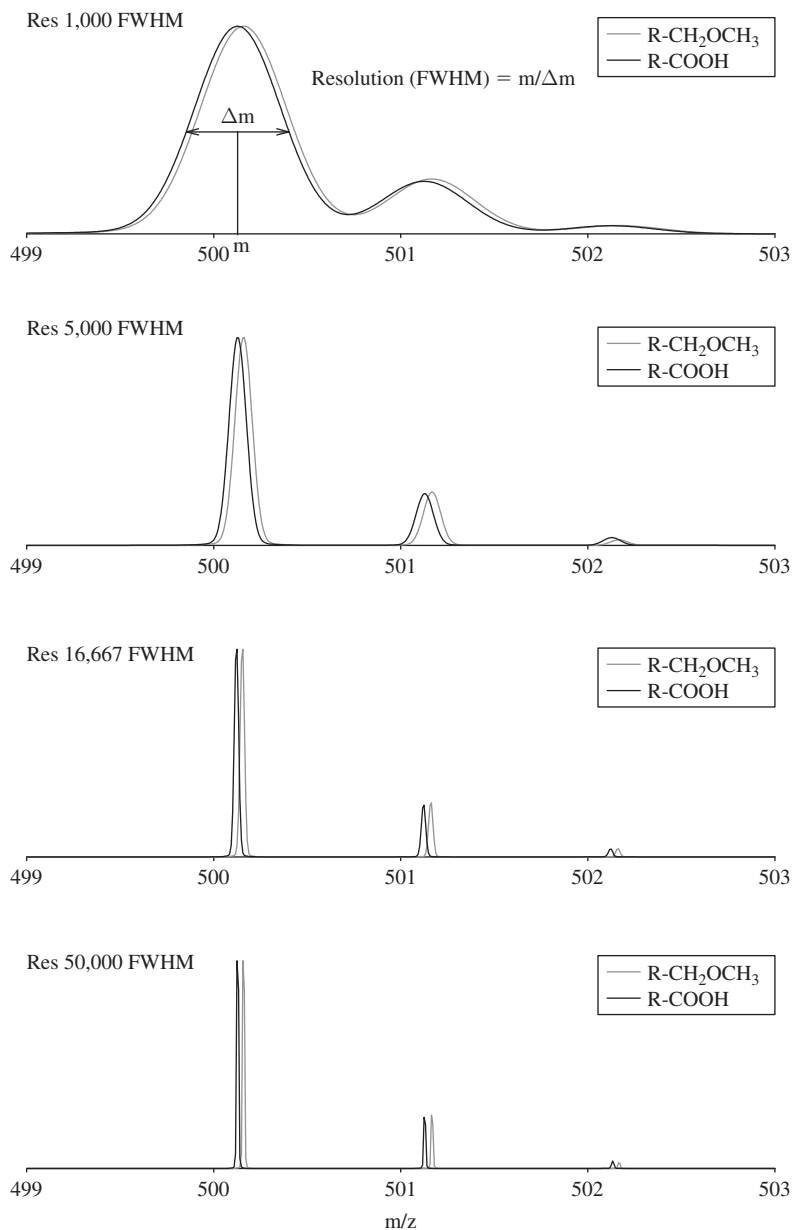 Res 1,000 FWHM
R-CH₂OCH₃
R-COOH
Resolution (FWHM) = m/Δm
Δm
m
499 500 501 502 503
Res 5,000 FWHM
R-CH₂OCH₃
R-COOH
499 500 501 502 503
Res 16,667 FWHM
R-CH₂OCH₃
R-COOH
499 500 501 502 503
Res 50,000 FWHM
R-CH₂OCH₃
R-COOH
499 500 501 502 503
m/z